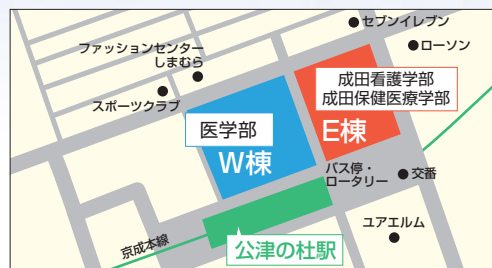 セブンイレブン
ローソン
ファッションセンター
しまむら
スポーツクラブ
成田看護学部
成田保健医療学部
E棟
医学部
W棟
バス停・
ロータリー
交番
ユアエルム
京成本線
公津の杜駅